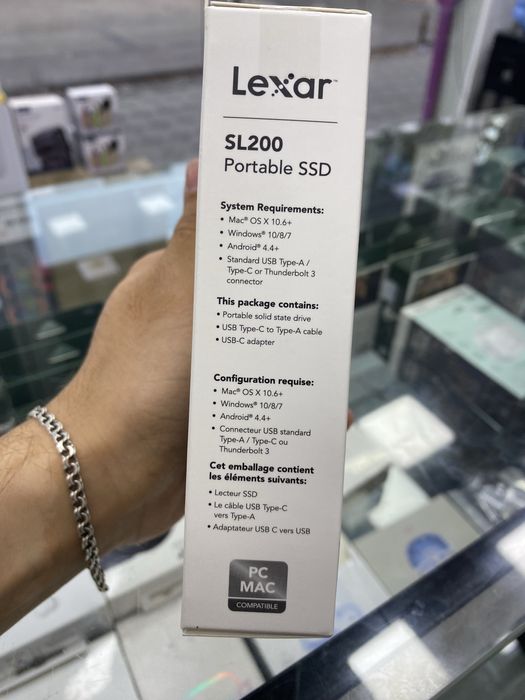 Lexar™
SL200
Portable SSD
System Requirements:
• Mac® OS X 10.6+
• Windows® 10/8/7
• Android® 4.4+
• Standard USB Type-A /
Type-C or Thunderbolt 3
connector
This package contains:
• Portable solid state drive
• USB Type-C to Type-A cable
• USB-C adapter
Configuration requise:
• Mac® OS X 10.6+
• Windows® 10/8/7
• Android® 4.4+
• Connecteur USB standard
Type-A / Type-C ou
Thunderbolt 3
Cet emballage contient
les éléments suivants:
• Lecteur SSD
• Le câble USB Type-C
vers Type-A
• Adaptateur USB C vers USB
PC
MAC
COMPATIBLE